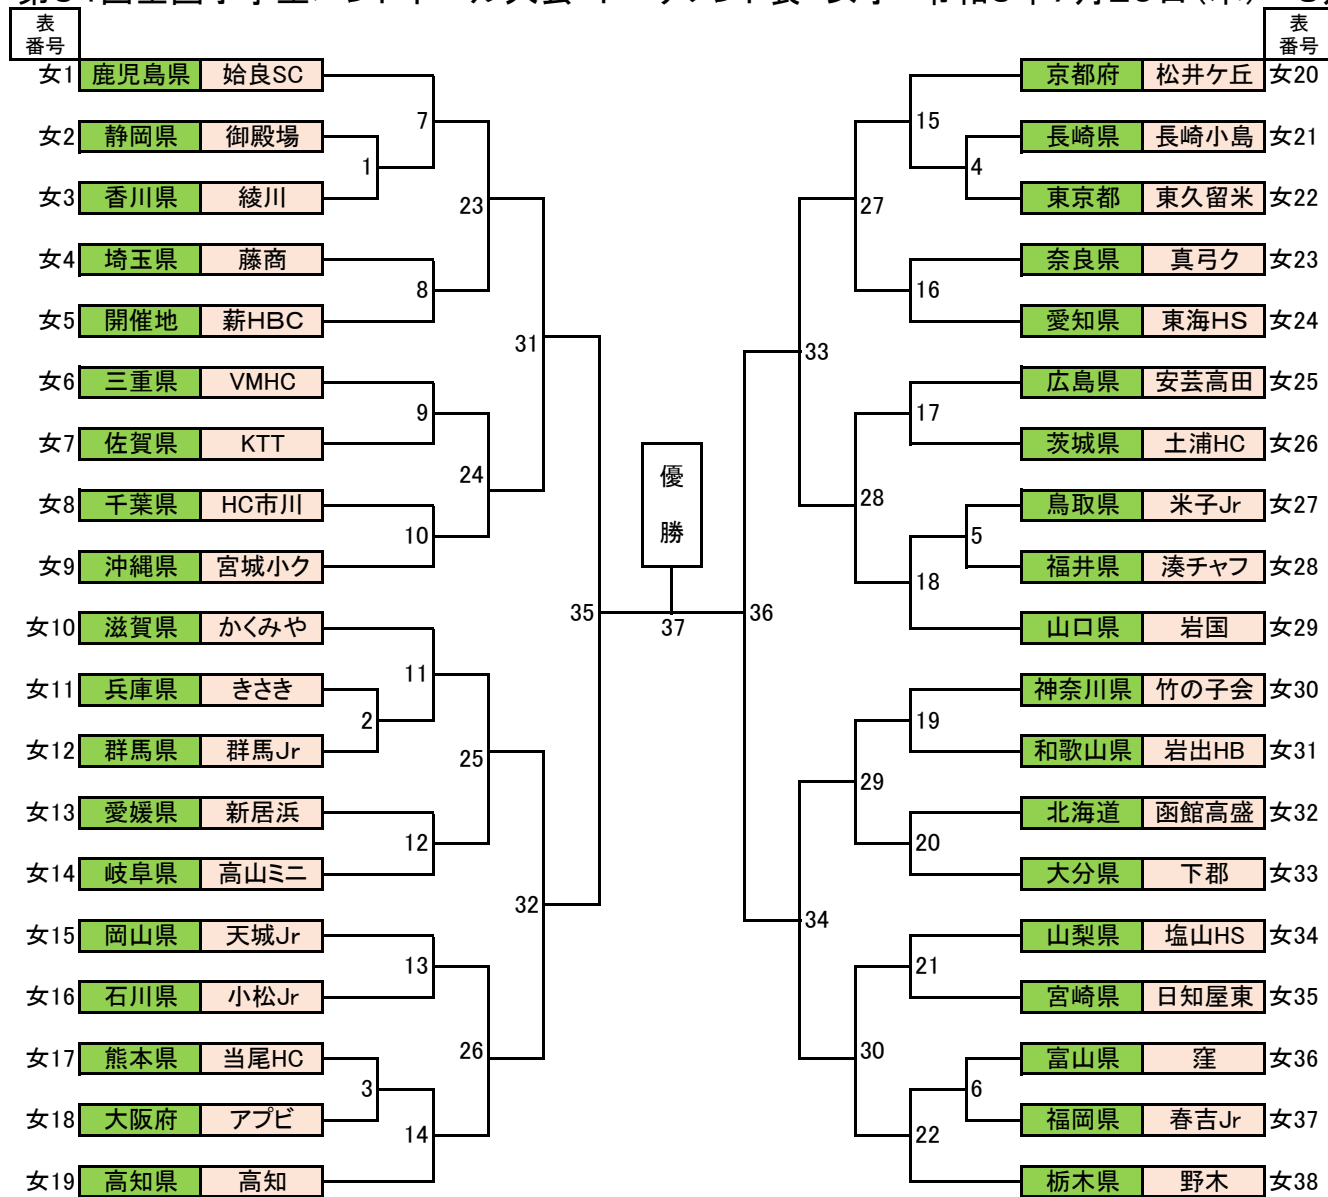 表
番号
女1 鹿児島県 姶良SC
女2 静岡県 御殿場
女3 香川県 綾川
女4 埼玉県 藤商
女5 開催地 薪HBC
女6 三重県 VMHC
女7 佐賀県 KTT
女8 千葉県 HC市川
女9 沖縄県 宮城小ク
女10 滋賀県 かくみや
女11 兵庫県 きさき
女12 群馬県 群馬Jr
女13 愛媛県 新居浜
女14 岐阜県 高山ミニ
女15 岡山県 天城Jr
女16 石川県 小松Jr
女17 熊本県 当尾HC
女18 大阪府 アプビ
女19 高知県 高知
1
2
3
7
8
9
10
11
12
13
14
23
24
25
26
31
32
35
優
勝
37
36
33
34
27
28
29
30
15
16
17
18
19
20
21
22
4
5
6
表
番号
京都府 松井ケ丘 女20
長崎県 長崎小島 女21
東京都 東久留米 女22
奈良県 真弓ク 女23
愛知県 東海HS 女24
広島県 安芸高田 女25
茨城県 土浦HC 女26
鳥取県 米子Jr 女27
福井県 湊チャフ 女28
山口県 岩国 女29
神奈川県 竹の子会 女30
和歌山県 岩出HB 女31
北海道 函館高盛 女32
大分県 下郡 女33
山梨県 塩山HS 女34
宮崎県 日知屋東 女35
富山県 窪 女36
福岡県 春吉Jr 女37
栃木県 野木 女38